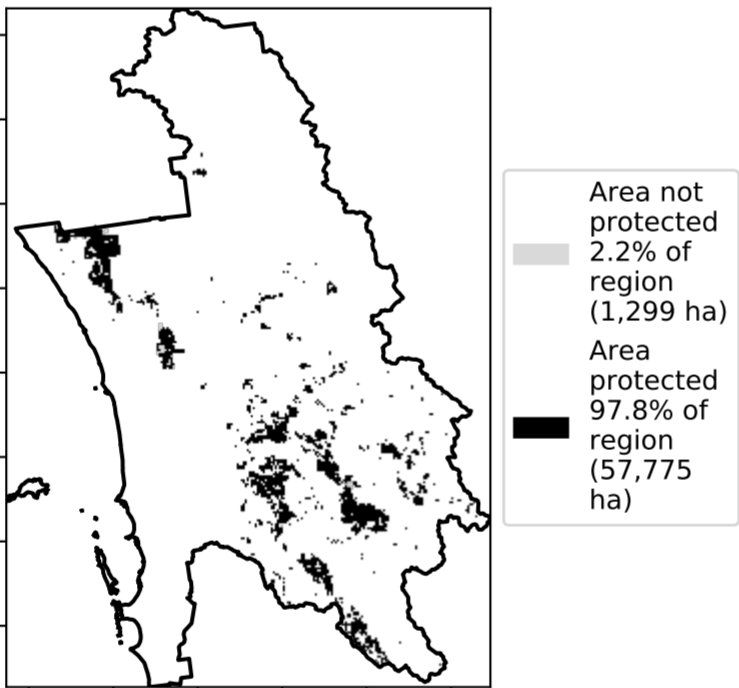 Area not
protected
2.2% of
region
(1,299 ha)
Area
protected
97.8% of
region
(57,775
ha)